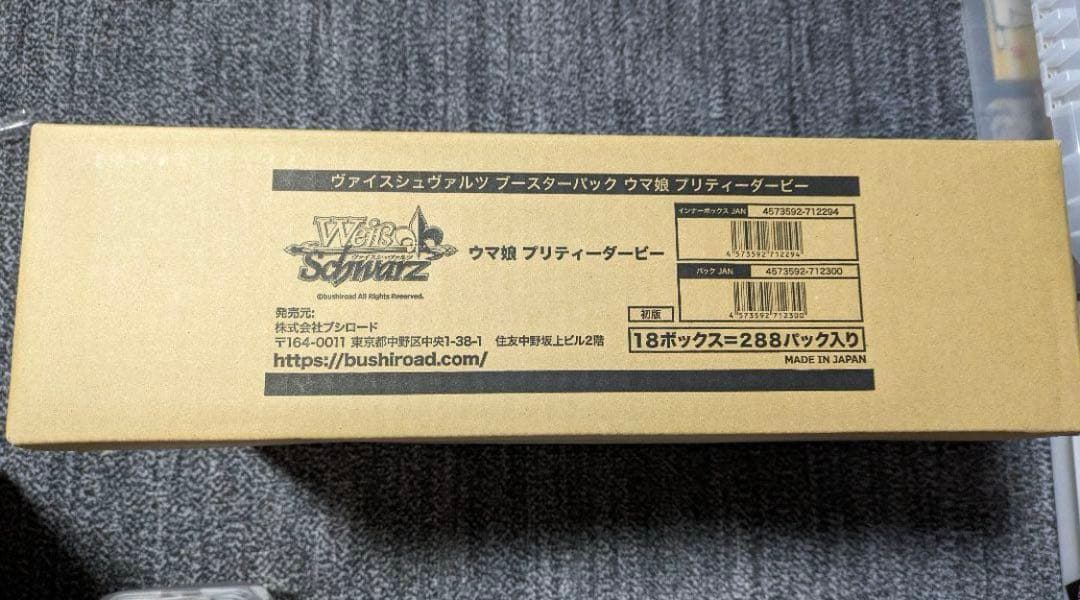 ヴァイスシュヴァルツ ブースターパック ウマ娘 プリティーダービー
Weiß
ヴァイスシュヴァルツ
Schwarz
©bushiroad All Rights Reserved.
ウマ娘 プリティーダービー
インナーボックス JAN 4573592-712294
4 573592 712294
パック JAN 4573592-712300
4 573592 712300
発売元:
株式会社ブシロード
〒164-0011 東京都中野区中央1-38-1 住友中野坂上ビル2階
https://bushiroad.com/
初版
18ボックス=288パック入り
MADE IN JAPAN